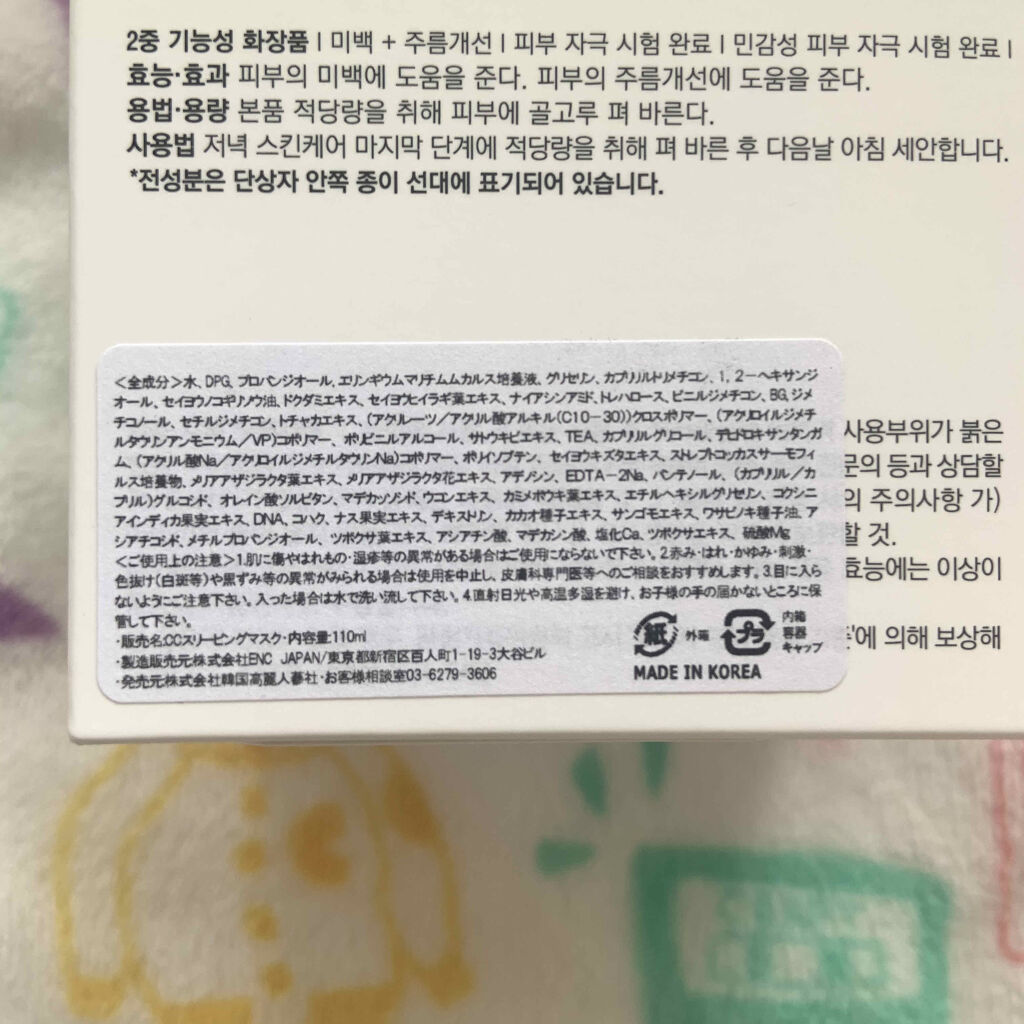 2중 기능성 화장품 | 미백 + 주름개선 | 피부 자극 시험 완료 | 민감성 피부 자극 시험 완료 |
효능·효과 피부의 미백에 도움을 준다. 피부의 주름개선에 도움을 준다.
용법·용량 본품 적당량을 취해 피부에 골고루 펴 바른다.
사용법 저녁 스킨케어 마지막 단계에 적당량을 취해 펴 바른 후 다음날 아침 세안합니다.
*전성분은 단상자 안쪽 종이 선대에 표기되어 있습니다.
<全成分>水、DPG、プロパンジオール、エリンギウムマリチムムカルス培養液、グリセリン、カプリルメチコン、1,2-ヘキサンジ
オール、セイヨウノコギリソウ油、ドクダミエキス、セイヨウヒイラギ葉エキス、ナイアシンアミド、トレハロース、ビニルジメチコン、BG、ジメ
チコノール、セチルジメチコン、トチャカエキス、(アクリレーツ/アクリル酸アルキル(C10-30))クロスポリマー、(アクリロイルジメチ
ルタウリンアンモニウム/VP)コポリマー、ポリビニルアルコール、サトウキビエキス、TEA、カプリルグリコール、デヒドロキサンタンガ
ム、(アクリル酸Na/アクリロイルジメチルタウリンNa)コポリマー、ポリイソブテン、セイヨウキズタエキス、ストレプトコッカスサーモフィ
ルス培養物、メリアアザジラクタ葉エキス、メリアアザジラクタ花エキス、アデノシン、EDTA-2Na、パンテノール、(カプリル/カ
プリル)グルコシド、オレイン酸ソルビタン、マデカッソシド、ウコンエキス、カミメボウキ葉エキス、エチルヘキシルグリセリン、コクシニ
アインディカ果実エキス、DNA、コハク、ナス果実エキス、デキストリン、カカオ種子エキス、サンゴモエキス、ワサビノキ種子油、ア
シアチコシド、メチルプロパンジオール、ツボクサ葉エキス、アシアチン酸、マデカシン酸、塩化Ca、ツボクサエキス、硫酸Mg
<ご使用上の注意>1.肌に傷やはれもの・湿疹等の異常がある場合はご使用にならないで下さい。2.赤み・はれ・かゆみ・刺激・
色抜け(白斑等)や黒ずみ等の異常がみられる場合は使用を中止し、皮膚科専門医等へのご相談をおすすめします。3.目に入ら
ないようにご注意下さい。入った場合は水で洗い流して下さい。4.直射日光や高温多湿を避け、お子様の手の届かないところに保
管して下さい。
・販売名:CCスリーピングマスク・内容量:110ml
・製造販売元:株式会社ENC JAPAN/東京都新宿区百人町1-19-3大谷ビル
・発売元:株式会社韓国高麗人蔘社・お客様相談室03-6279-3606
紙 外箱
プラ 内箱
容器
キャップ
MADE IN KOREA
사용부위가 붉은
문의 등과 상담할
의 주의사항 가)
할 것.
효능에는 이상이
'에 의해 보상해